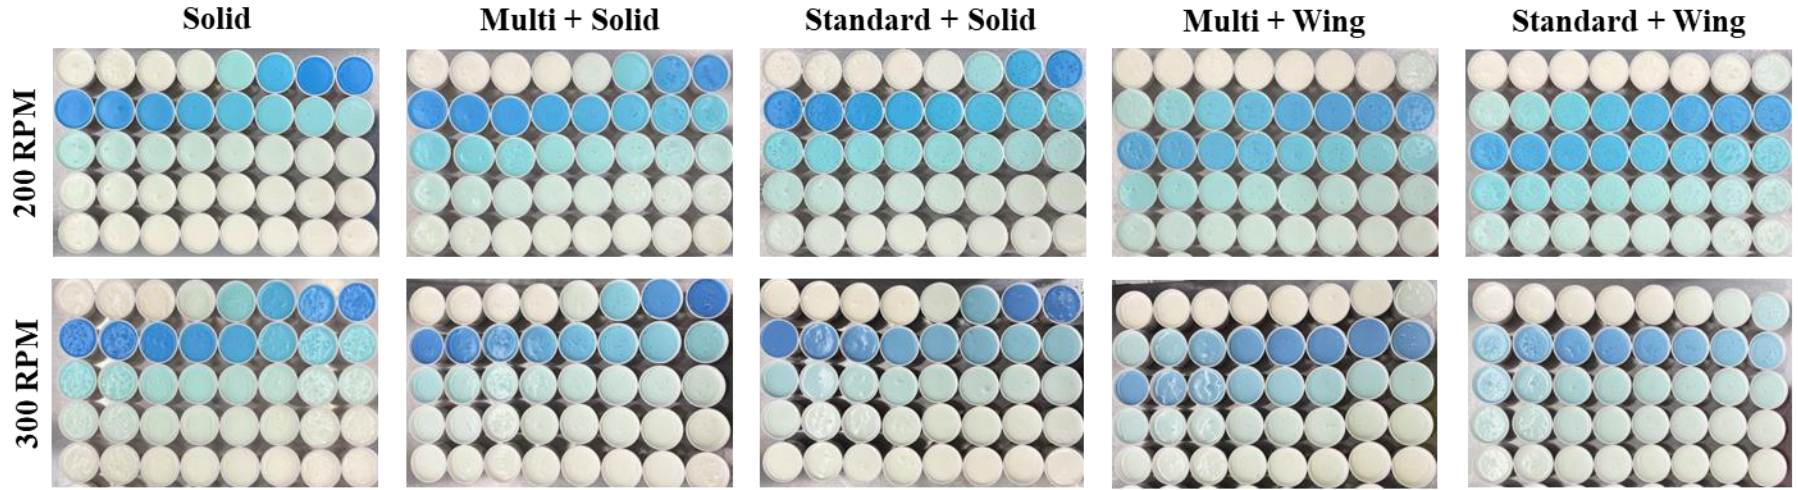 Solid
Multi + Solid
Standard + Solid
Multi + Wing
Standard + Wing
200 RPM
300 RPM